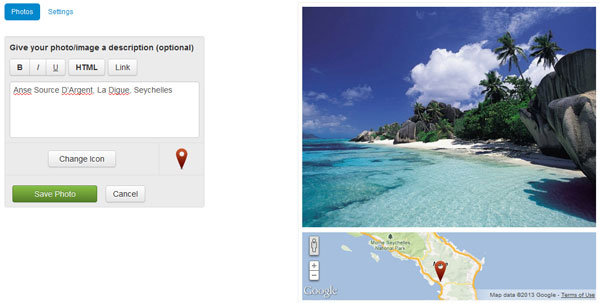 Photos
Settings
Give your photo/image a description (optional)
B I U HTML Link
Anse Source D'Argent, La Digue, Seychelles
Change Icon
Save Photo
Cancel
Morne Seychelles
National Park
+
-
Google
Map data ©2013 Google - Terms of Use